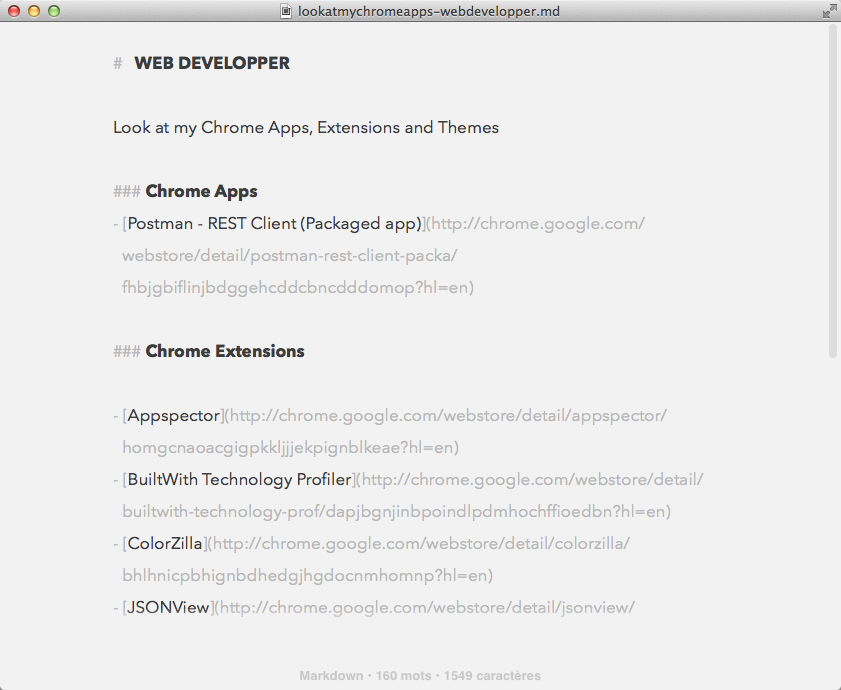 lookatmychromeapps-webdevelopper.md
# WEB DEVELOPPER
Look at my Chrome Apps, Extensions and Themes
### Chrome Apps
- [Postman - REST Client (Packaged app)](http://chrome.google.com/
webstore/detail/postman-rest-client-packa/
fhbjgbiflinjbdggehcddcbncdddomop?hl=en)
### Chrome Extensions
- [Appspector](http://chrome.google.com/webstore/detail/appspector/
homgcnaoacgigpkkljjjekpignblkeae?hl=en)
- [BuiltWith Technology Profiler](http://chrome.google.com/webstore/detail/
builtwith-technology-prof/dapjbgnjinbpoindlpdmhochffioedbn?hl=en)
- [ColorZilla](http://chrome.google.com/webstore/detail/colorzilla/
bhlhnicpbhignbdhedgjhgdocnmhomnp?hl=en)
- [JSONView](http://chrome.google.com/webstore/detail/jsonview/
Markdown · 160 mots · 1549 caractères